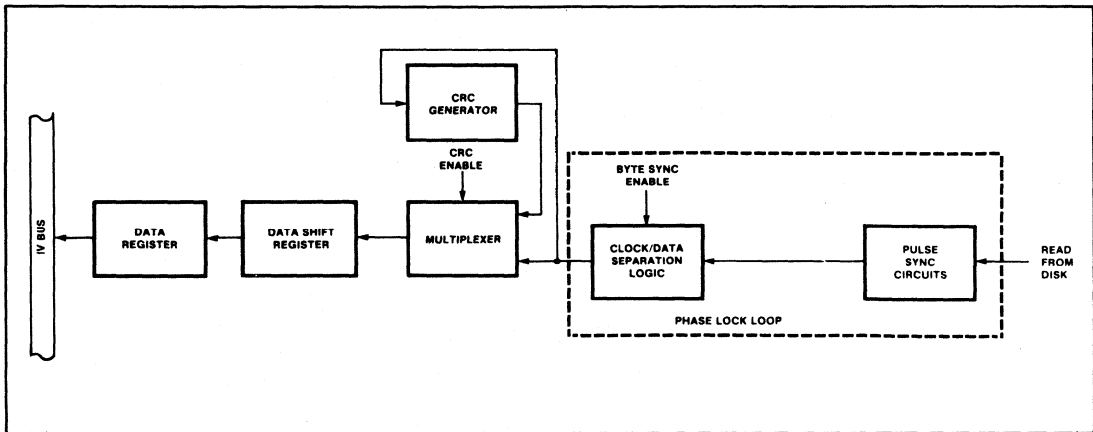 CRC
GENERATOR
CRC
ENABLE
BYTE SYNC
ENABLE
IV BUS
DATA
REGISTER
DATA SHIFT
REGISTER
MULTIPLEXER
CLOCK/DATA
SEPARATION
LOGIC
PULSE
SYNC
CIRCUITS
READ
FROM
DISK
PHASE LOCK LOOP